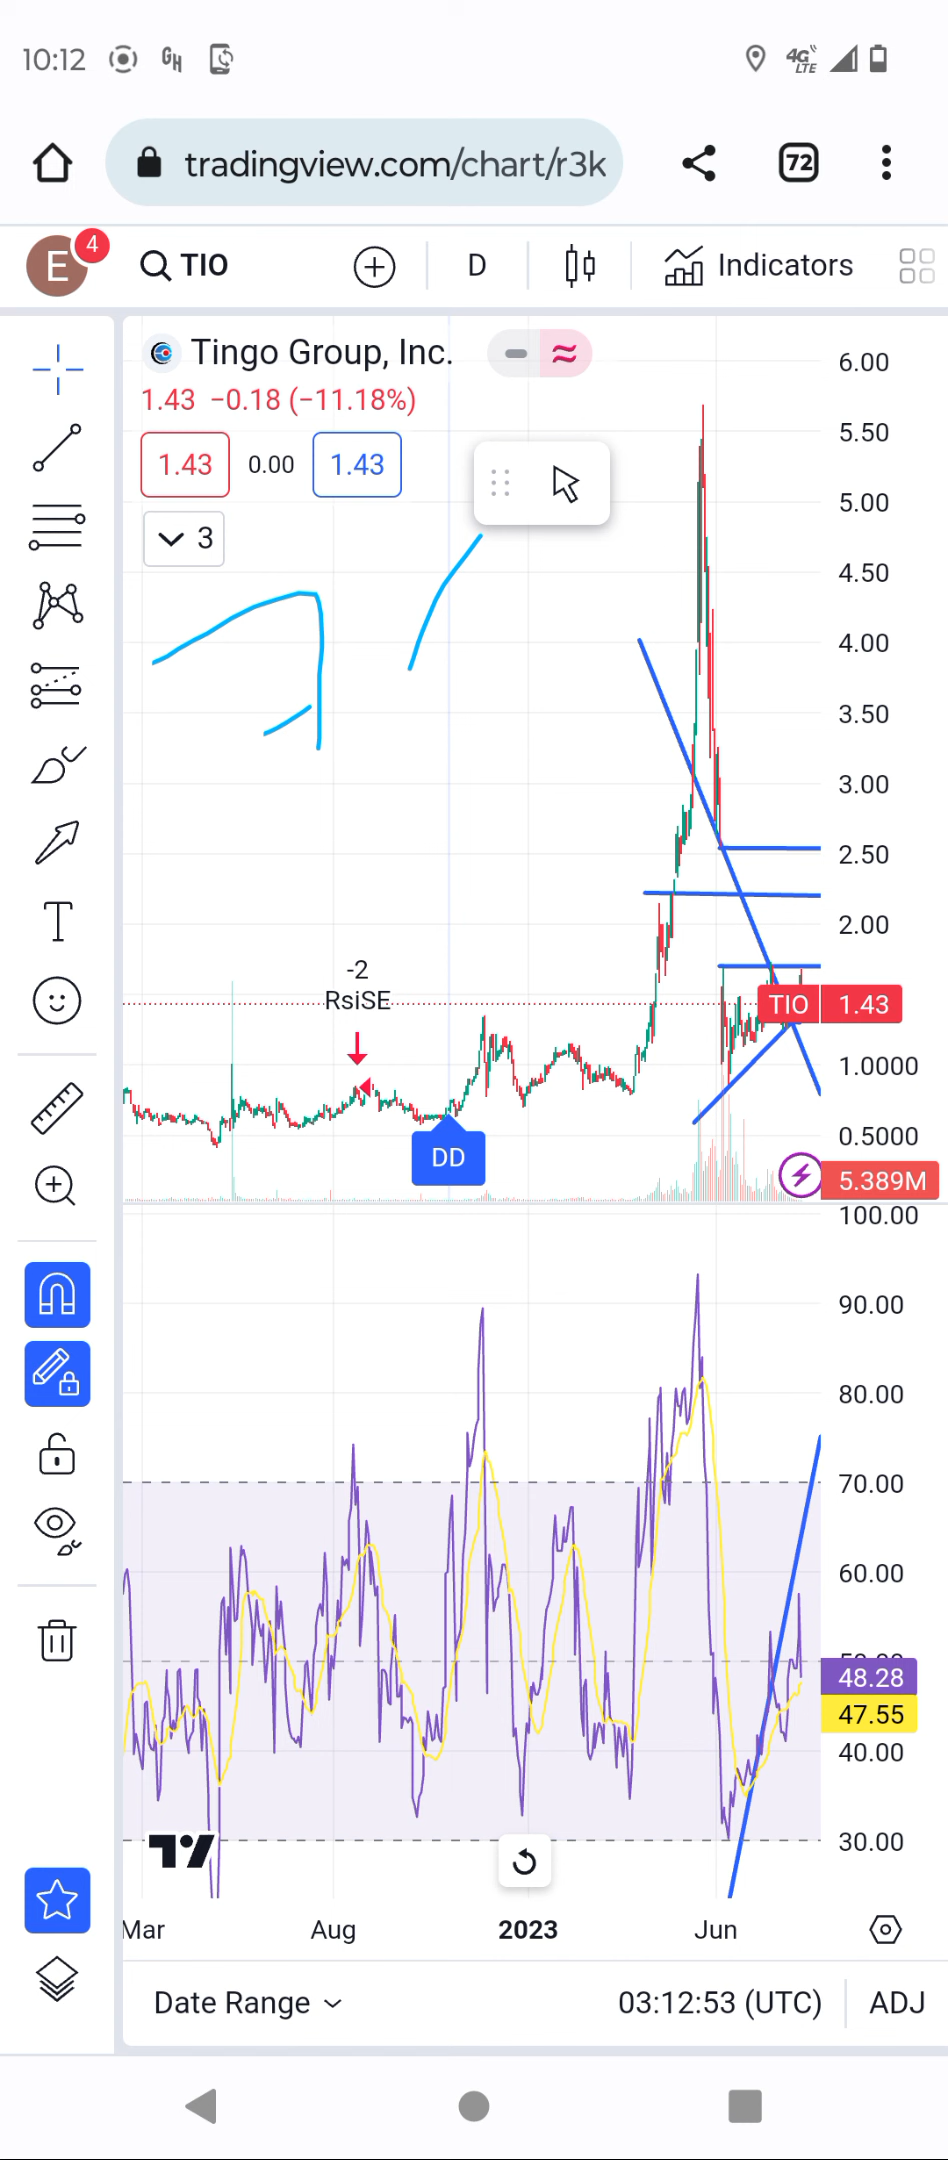 10:12
GH
4G
LTE
tradingview.com/chart/r3k
72
E
4
TIO
D
Indicators
Tingo Group, Inc.
1.43 −0.18 (−11.18%)
1.43
0.00
1.43
3
6.00
5.50
5.00
4.50
4.00
3.50
3.00
2.50
2.00
-2
RsiSE
TIO
1.43
1.0000
0.5000
DD
5.389M
100.00
90.00
80.00
70.00
60.00
48.28
47.55
40.00
30.00
Mar
Aug
2023
Jun
Date Range
03:12:53 (UTC)
ADJ